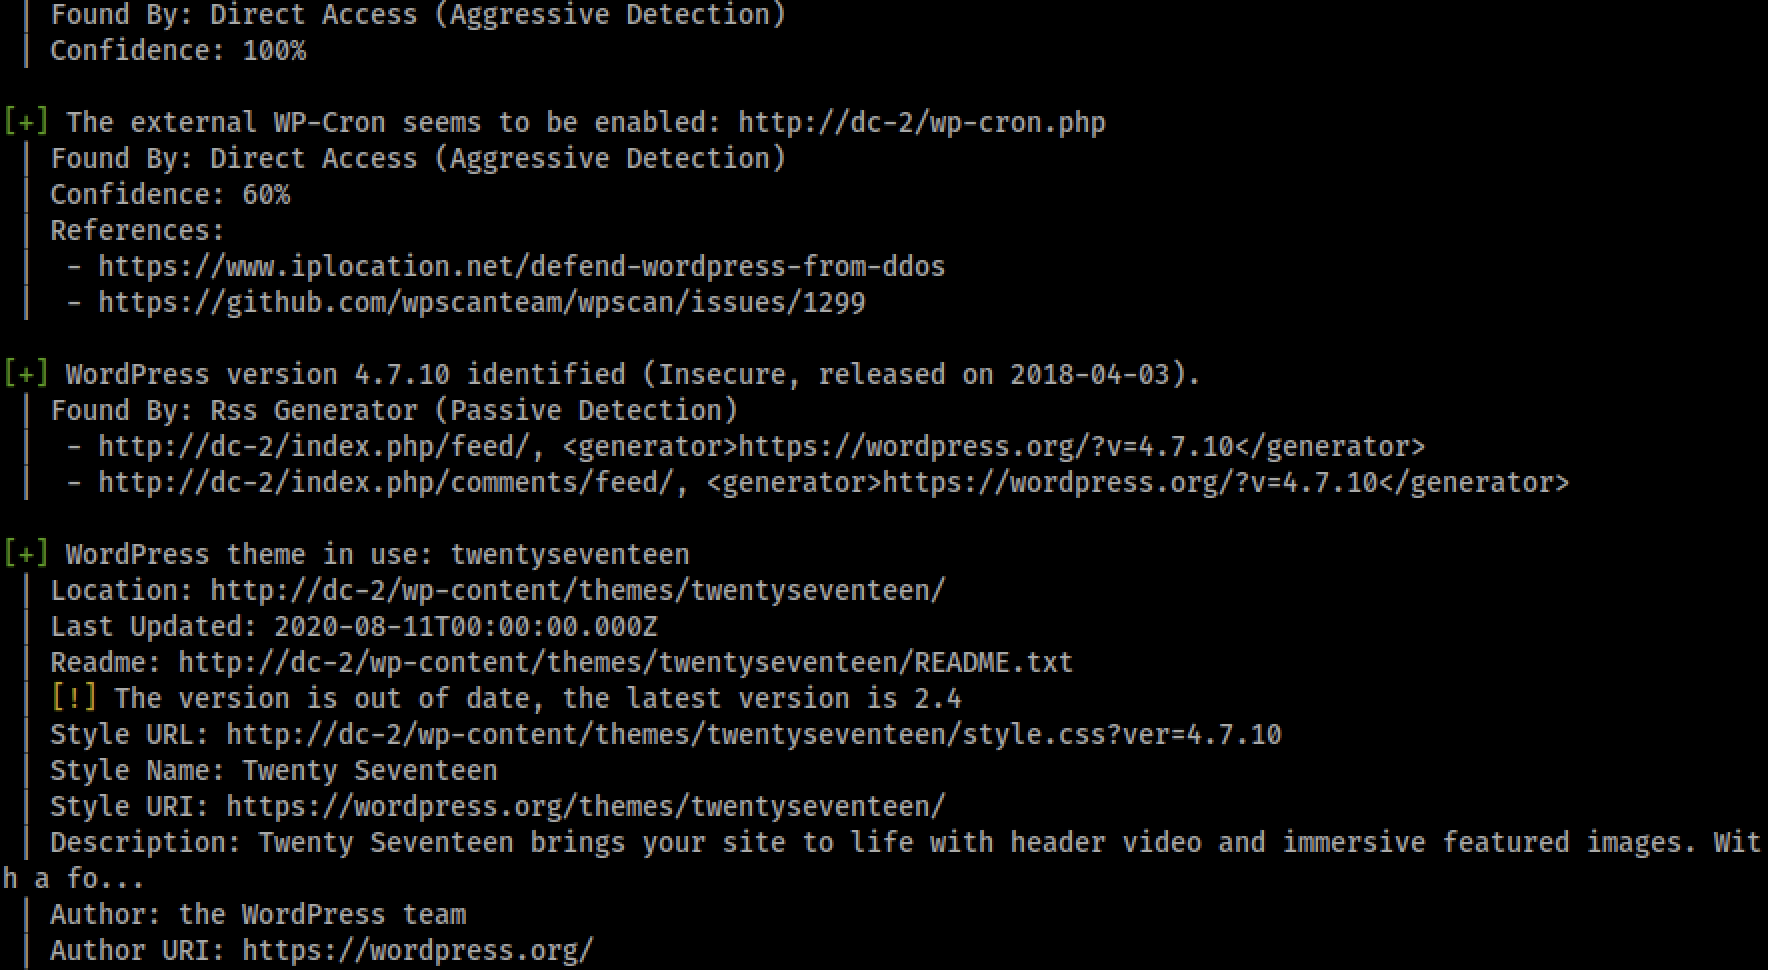 | Found By: Direct Access (Aggressive Detection)
| Confidence: 100%
[+] The external WP-Cron seems to be enabled: http://dc-2/wp-cron.php
| Found By: Direct Access (Aggressive Detection)
| Confidence: 60%
| References:
|  - https://www.iplocation.net/defend-wordpress-from-ddos
|  - https://github.com/wpscanteam/wpscan/issues/1299
[+] WordPress version 4.7.10 identified (Insecure, released on 2018-04-03).
| Found By: Rss Generator (Passive Detection)
|  - http://dc-2/index.php/feed/, <generator>https://wordpress.org/?v=4.7.10</generator>
|  - http://dc-2/index.php/comments/feed/, <generator>https://wordpress.org/?v=4.7.10</generator>
[+] WordPress theme in use: twentyseventeen
| Location: http://dc-2/wp-content/themes/twentyseventeen/
| Last Updated: 2020-08-11T00:00:00.000Z
| Readme: http://dc-2/wp-content/themes/twentyseventeen/README.txt
| [!] The version is out of date, the latest version is 2.4
| Style URL: http://dc-2/wp-content/themes/twentyseventeen/style.css?ver=4.7.10
| Style Name: Twenty Seventeen
| Style URI: https://wordpress.org/themes/twentyseventeen/
| Description: Twenty Seventeen brings your site to life with header video and immersive featured images. Wit
h a fo...
| Author: the WordPress team
| Author URI: https://wordpress.org/